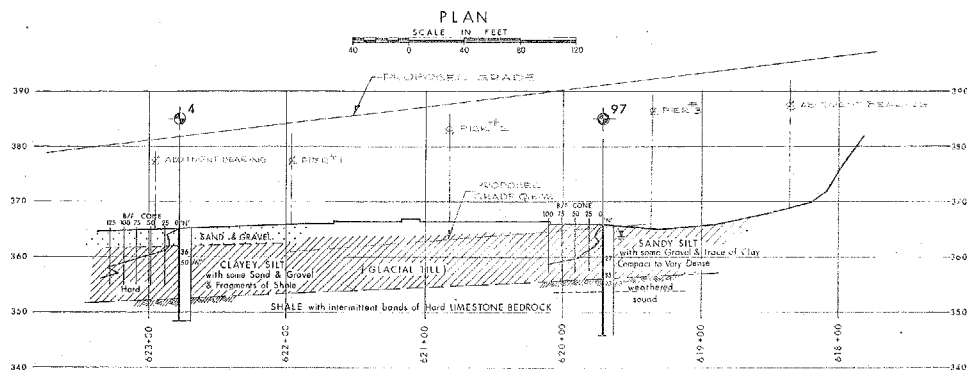 PLAN
SCALE IN FEET
40 0 40 80 120
PROPOSED GRADE
390 390
4
97
PIER #2
PIER #3
℄ ABUTMENT BEARING
380 380
℄ ABUTMENT BEARING
℄ PIER #1
PROPOSED
GRADE Q.E.W.
370 370
B/F CONE
125 100 75 50 25 0 'N'
B/F CONE
100 75 50 25 0 'N'
SAND & GRAVEL
SANDY SILT
with some Gravel & Trace of Clay
Compact to Very Dense
36
50
27
360 360
CLAYEY SILT
with some Sand & Gravel
& Fragments of Shale
(GLACIAL TILL)
Hard
weathered
sound
SHALE with intermittent bands of Hard LIMESTONE BEDROCK
350 350
623+00
622+00
621+00
620+00
619+00
618+00
340 340